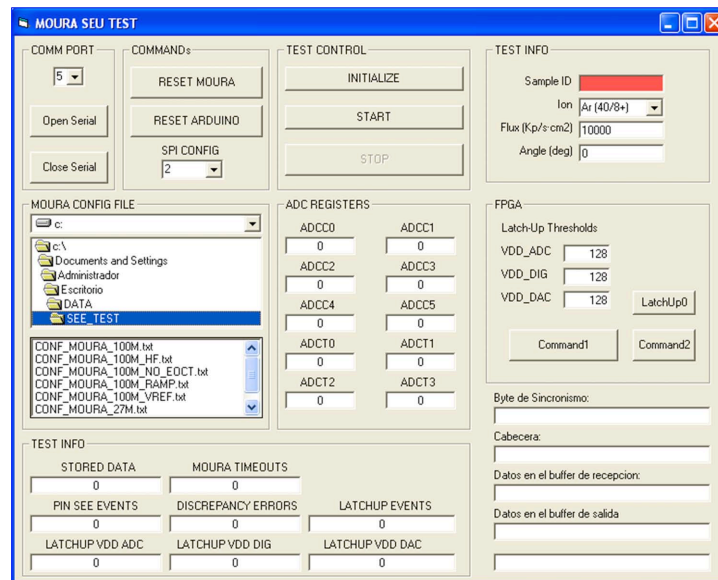 MOURA SEU TEST
COMM PORT
5
Open Serial
Close Serial
COMMANDs
RESET MOURA
RESET ARDUINO
SPI CONFIG
2
TEST CONTROL
INITIALIZE
START
STOP
TEST INFO
Sample ID
Ion Ar (40/8+)
Flux (Kp/s·cm2) 10000
Angle (deg) 0
MOURA CONFIG FILE
c:
c:\
Documents and Settings
Administrador
Escritorio
DATA
SEE_TEST
CONF_MOURA_100M.txt
CONF_MOURA_100M_HF.txt
CONF_MOURA_100M_NO_EOCT.txt
CONF_MOURA_100M_RAMP.txt
CONF_MOURA_100M_VREF.txt
CONF_MOURA_27M.txt
ADC REGISTERS
ADCC0 ADCC1
0 0
ADCC2 ADCC3
0 0
ADCC4 ADCC5
0 0
ADCT0 ADCT1
0 0
ADCT2 ADCT3
0 0
FPGA
Latch-Up Thresholds
VDD_ADC 128
VDD_DIG 128
VDD_DAC 128
LatchUp0
Command1 Command2
Byte de Sincronismo:
Cabecera:
Datos en el buffer de recepcion:
Datos en el buffer de salida
TEST INFO
STORED DATA MOURA TIMEOUTS
0 0
PIN SEE EVENTS DISCREPANCY ERRORS LATCHUP EVENTS
0 0 0
LATCHUP VDD ADC LATCHUP VDD DIG LATCHUP VDD DAC
0 0 0